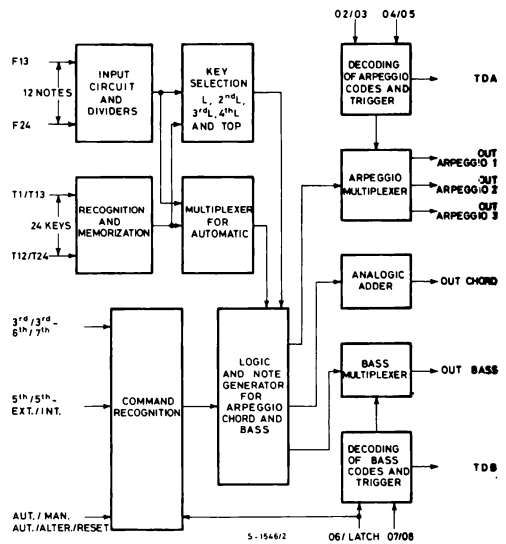 02/03
04/05
F13
12 NOTES
F24
INPUT
CIRCUIT
AND
DIVIDERS
KEY
SELECTION
L, 2nd L,
3rd L, 4th L
AND TOP
DECODING
OF ARPEGGIO
CODES AND
TRIGGER
TDA
T1/T13
24 KEYS
T12/T24
RECOGNITION
AND
MEMORIZATION
MULTIPLEXER
FOR
AUTOMATIC
ARPEGGIO
MULTIPLEXER
OUT
ARPEGGIO 1
OUT
ARPEGGIO 2
OUT
ARPEGGIO 3
ANALOGIC
ADDER
OUT CHORD
3rd/3rd-
6th/7th
5th/5th-
EXT./INT.
AUT./MAN.
AUT./ALTER./RESET
COMMAND
RECOGNITION
LOGIC
AND NOTE
GENERATOR
FOR
ARPEGGIO
CHORD AND
BASS
BASS
MULTIPLEXER
OUT BASS
DECODING
OF BASS
CODES AND
TRIGGER
TDB
S-1546/2
06/LATCH
07/08